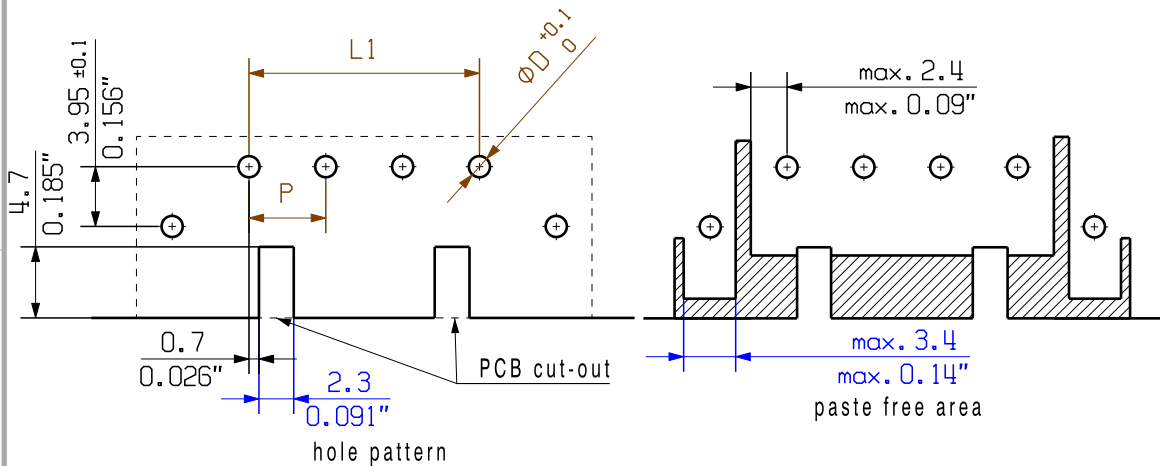 L1
ΦD +0.1 0
3.95 ±0.1
0.156"
4.7
0.185"
P
0.7
0.026"
2.3
0.091"
PCB cut-out
hole pattern
max. 2.4
max. 0.09"
max. 3.4
max. 0.14"
paste free area